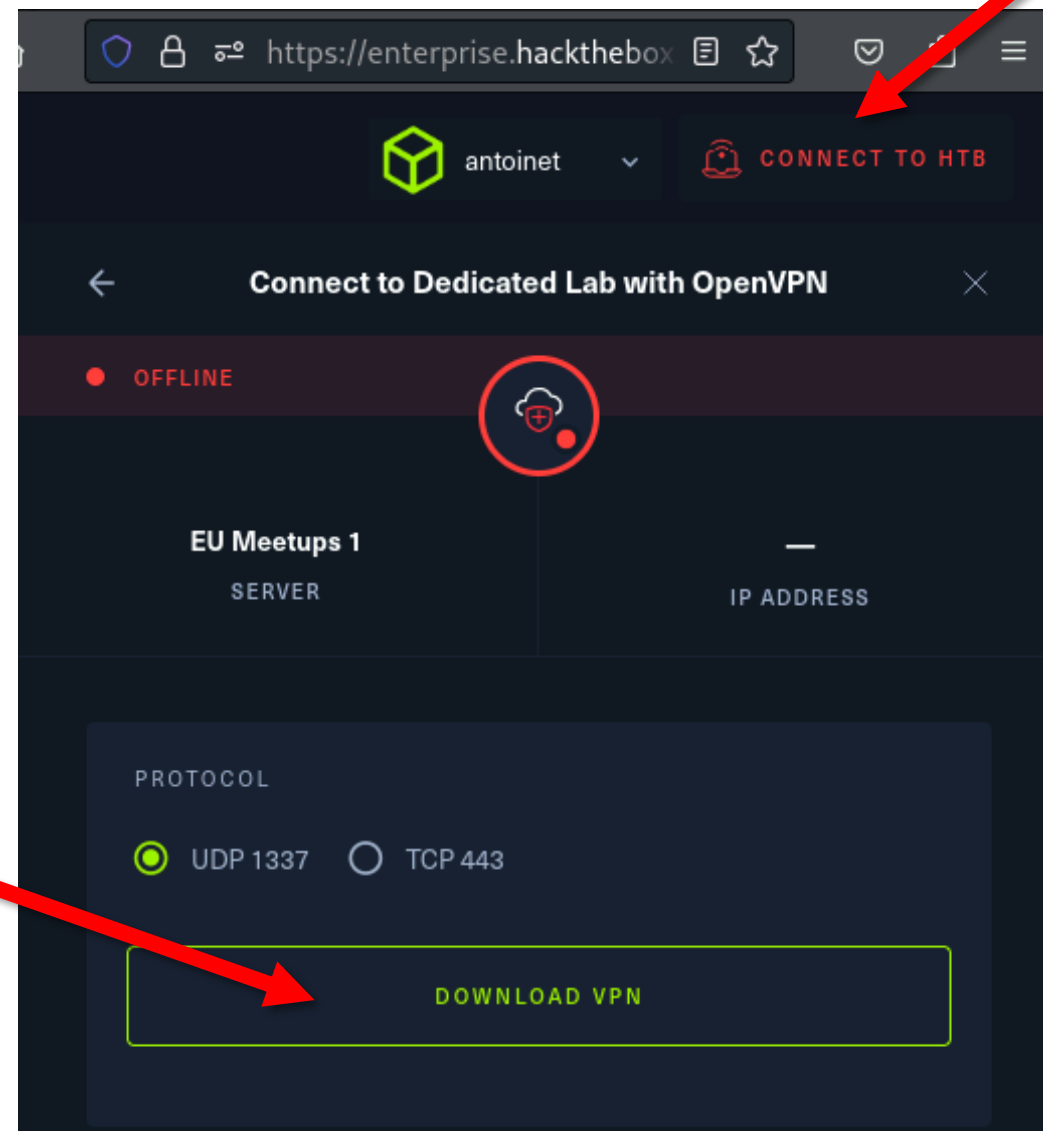 https://enterprise.hackthebox
antoinet
CONNECT TO HTB
Connect to Dedicated Lab with OpenVPN
OFFLINE
EU Meetups 1
—
SERVER
IP ADDRESS
PROTOCOL
UDP 1337
TCP 443
DOWNLOAD VPN